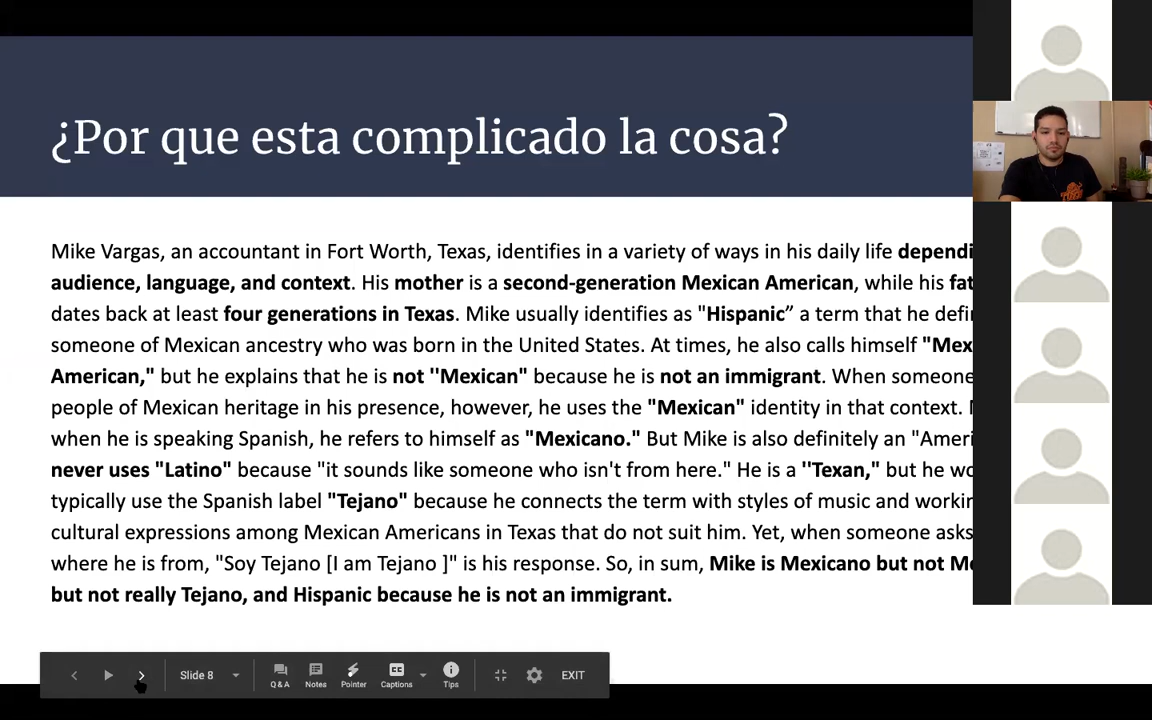 ¿Por que esta complicado la cosa?
Mike Vargas, an accountant in Fort Worth, Texas, identifies in a variety of ways in his daily life
audience, language, and context. His mother is a second-generation Mexican American, while his
dates back at least four generations in Texas. Mike usually identifies as "Hispanic” a term that he
someone of Mexican ancestry who was born in the United States. At times, he also calls himself
American," but he explains that he is not ''Mexican" because he is not an immigrant. When someone
people of Mexican heritage in his presence, however, he uses the "Mexican" identity in that context.
when he is speaking Spanish, he refers to himself as "Mexicano." But Mike is also definitely an
never uses "Latino" because "it sounds like someone who isn't from here." He is a ''Texan," but he
typically use the Spanish label "Tejano" because he connects the term with styles of music and
cultural expressions among Mexican Americans in Texas that do not suit him. Yet, when someone asks
where he is from, "Soy Tejano [I am Tejano ]" is his response. So, in sum, Mike is Mexicano but not
but not really Tejano, and Hispanic because he is not an immigrant.
Slide 8
Q & A
Notes
Pointer
CC
Captions
Tips
EXIT